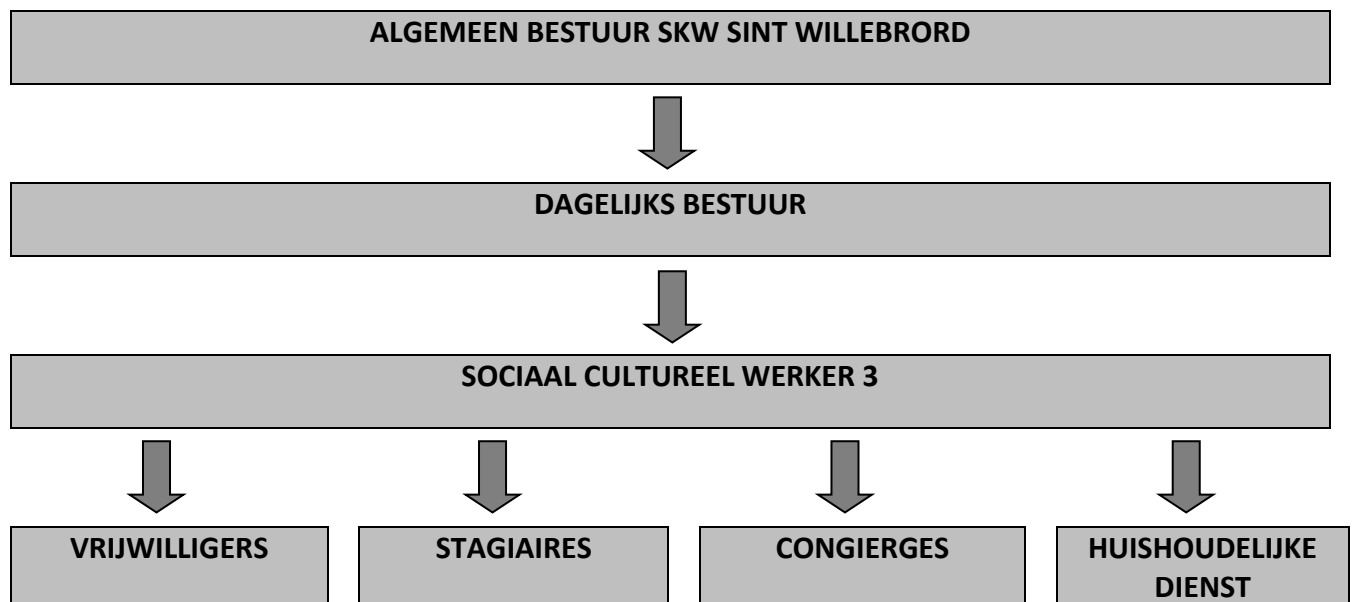 ALGEMEEN BESTUUR SKW SINT WILLEBRORD
DAGELIJKS BESTUUR
SOCIAAL CULTUREEL WERKER 3
VRIJWILLIGERS
STAGIAIRES
CONGIERGES
HUISHOUDELIJKE
DIENST